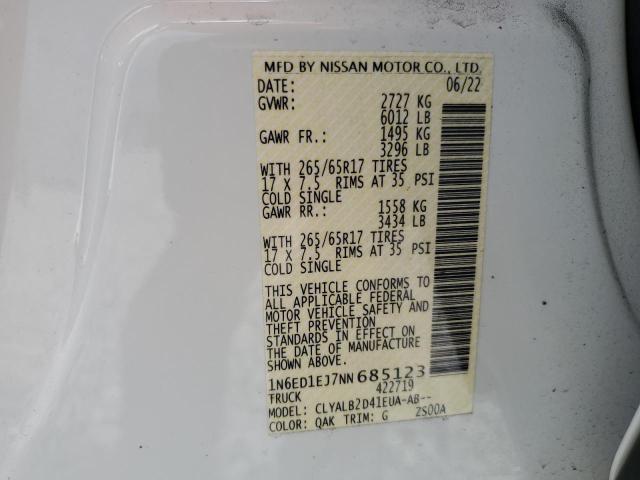 MFD BY NISSAN MOTOR CO., LTD.
DATE: 06/22
GVWR: 2727 KG
6012 LB
GAWR FR.: 1495 KG
3296 LB
WITH 265/65R17 TIRES
17 X 7.5 RIMS AT 35 PSI
COLD SINGLE
GAWR RR.: 1558 KG
3434 LB
WITH 265/65R17 TIRES
17 X 7.5 RIMS AT 35 PSI
COLD SINGLE
THIS VEHICLE CONFORMS TO
ALL APPLICABLE FEDERAL
MOTOR VEHICLE SAFETY AND
THEFT PREVENTION
STANDARDS IN EFFECT ON
THE DATE OF MANUFACTURE
SHOWN ABOVE.
1N6ED1EJ7NN 685123
TRUCK 422719
MODEL: CLYALB2D41EUA-AB--
COLOR: QAK TRIM: G ZS00A